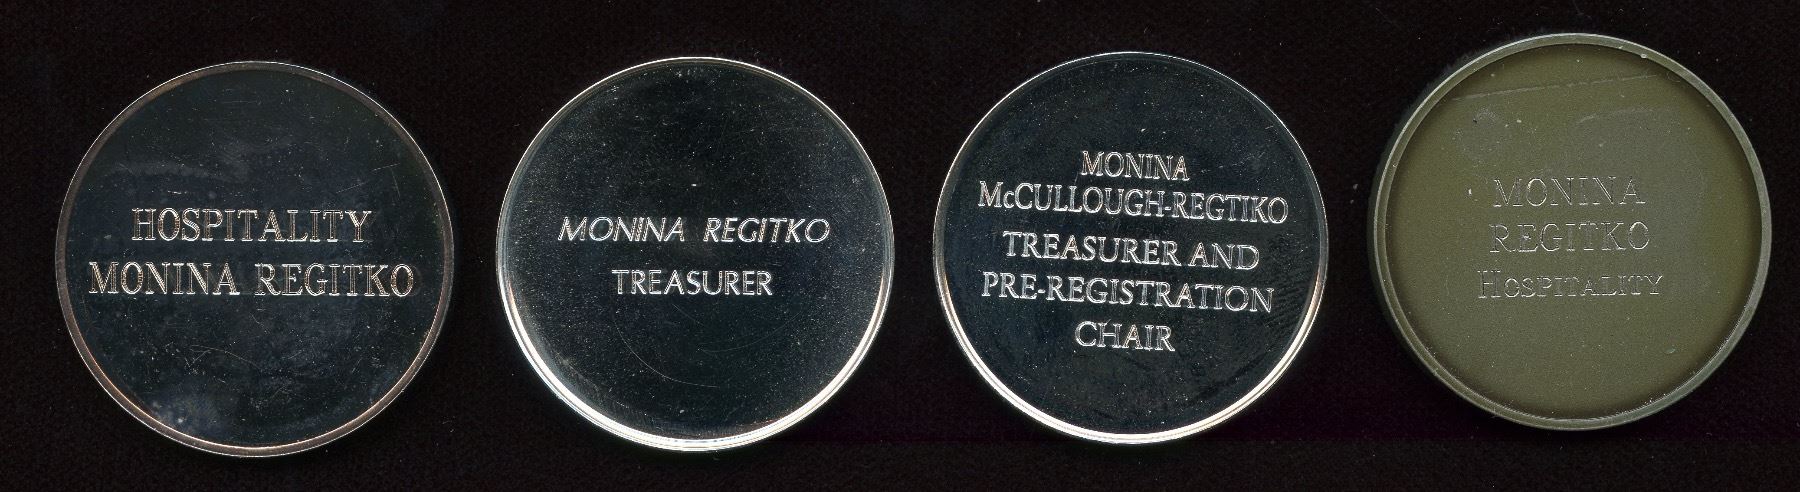 HOSPITALITY
MONINA REGITKO
MONINA REGITKO
TREASURER
MONINA
McCULLOUGH-REGTIKO
TREASURER AND
PRE-REGISTRATION
CHAIR
MONINA
REGITKO
HOSPITALITY